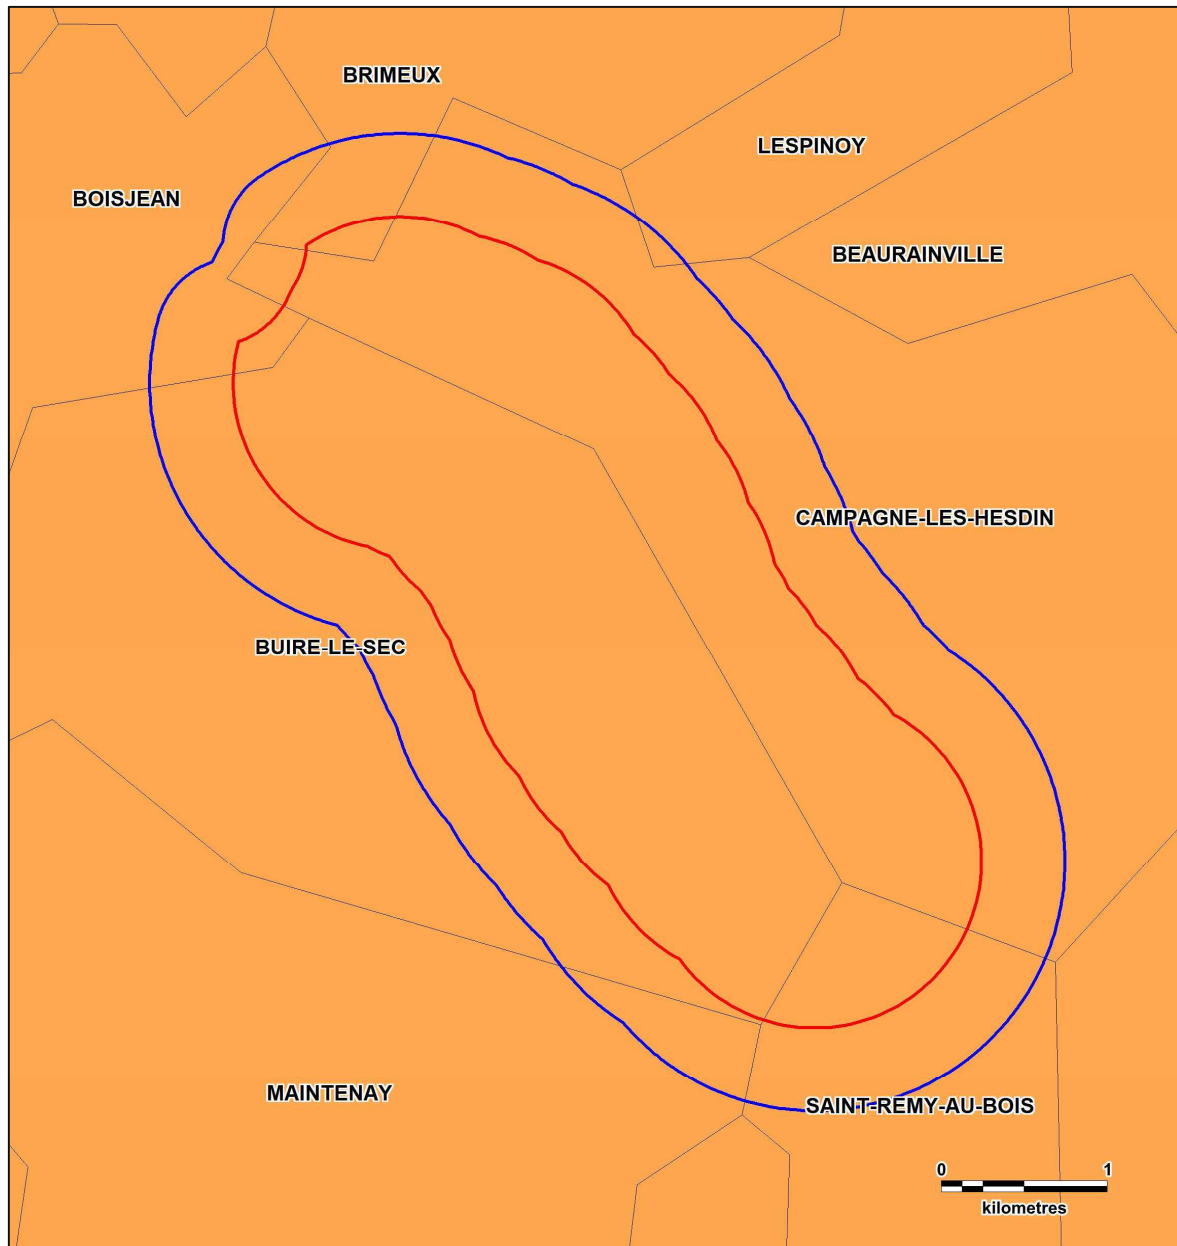 BRIMEUX
LESPINOY
BOISJEAN
BEAURAINVILLE
CAMPAGNE-LES-HESDIN
BUIRE-LE-SEC
MAINTENAY
SAINT-REMY-AU-BOIS
0 1
kilometres